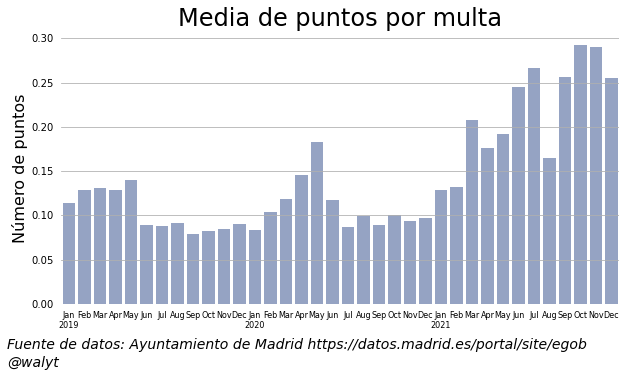 Media de puntos por multa
Número de puntos
0.30
0.25
0.20
0.15
0.10
0.05
0.00
Jan Feb Mar Apr May Jun Jul Aug Sep Oct Nov Dec Jan Feb Mar Apr May Jun Jul Aug Sep Oct Nov Dec Jan Feb Mar Apr May Jun Jul Aug Sep Oct Nov Dec
2019 2020 2021
Fuente de datos: Ayuntamiento de Madrid https://datos.madrid.es/portal/site/egob
@walyt